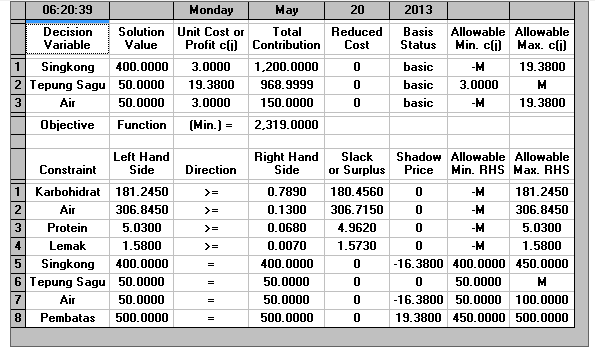 06:20:39 Monday May 20 2013
Decision Solution Unit Cost or Total Reduced Basis Allowable Allowable
Variable Value Profit c(j) Contribution Cost Status Min. c(j) Max. c(j)
1 Singkong 400.0000 3.0000 1,200.0000 0 basic -M 19.3800
2 Tepung Sagu 50.0000 19.3800 968.9999 0 basic 3.0000 M
3 Air 50.0000 3.0000 150.0000 0 basic -M 19.3800
Objective Function (Min.) = 2,319.0000
Left Hand Right Hand Slack Shadow Allowable Allowable
Constraint Side Direction Side or Surplus Price Min. RHS Max. RHS
1 Karbohidrat 181.2450 >= 0.7890 180.4560 0 -M 181.2450
2 Air 306.8450 >= 0.1300 306.7150 0 -M 306.8450
3 Protein 5.0300 >= 0.0680 4.9620 0 -M 5.0300
4 Lemak 1.5800 >= 0.0070 1.5730 0 -M 1.5800
5 Singkong 400.0000 = 400.0000 0 -16.3800 400.0000 450.0000
6 Tepung Sagu 50.0000 = 50.0000 0 0 50.0000 M
7 Air 50.0000 = 50.0000 0 -16.3800 50.0000 100.0000
8 Pembatas 500.0000 = 500.0000 0 19.3800 450.0000 500.0000